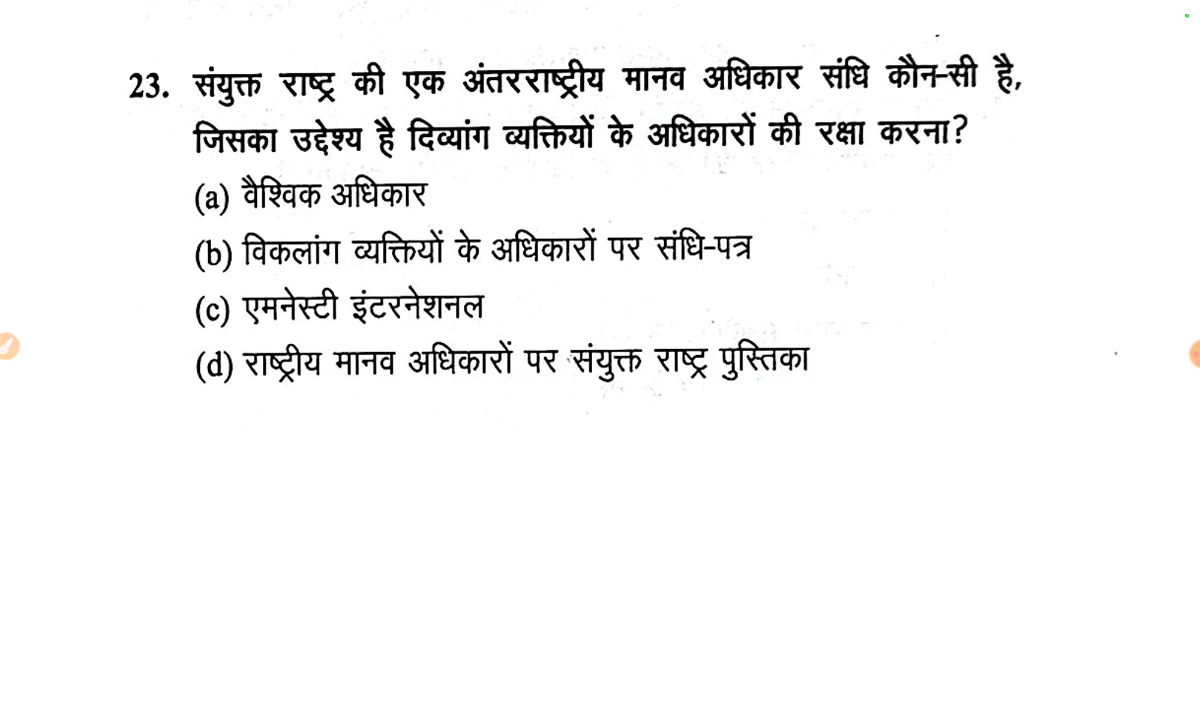 23. संयुक्त राष्ट्र की एक अंतरराष्ट्रीय मानव अधिकार संधि कौन-सी है,
जिसका उद्देश्य है दिव्यांग व्यक्तियों के अधिकारों की रक्षा करना?
(a) वैश्विक अधिकार
(b) विकलांग व्यक्तियों के अधिकारों पर संधि-पत्र
(c) एमनेस्टी इंटरनेशनल
(d) राष्ट्रीय मानव अधिकारों पर संयुक्त राष्ट्र पुस्तिका